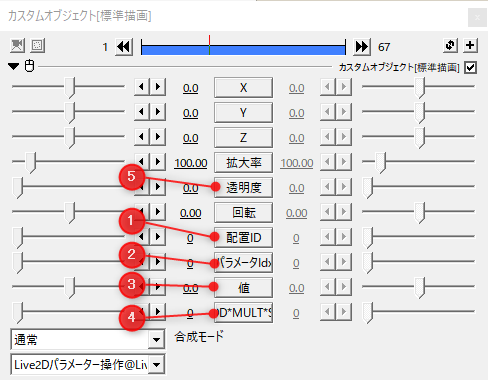 カスタムオブジェクト[標準描画]
1 67
カスタムオブジェクト[標準描画]
0.0 X 0.0
0.0 Y 0.0
0.0 Z 0.0
100.00 拡大率 100.00
5 0.0 透明度 0.0
0.00 回転 0.00
1 0 配置ID 0
2 0 パラメータIdx 0
3 0.0 値 0.0
4 0 D*MULT*S 0
通常 合成モード
Live2Dパラメーター操作@Liv